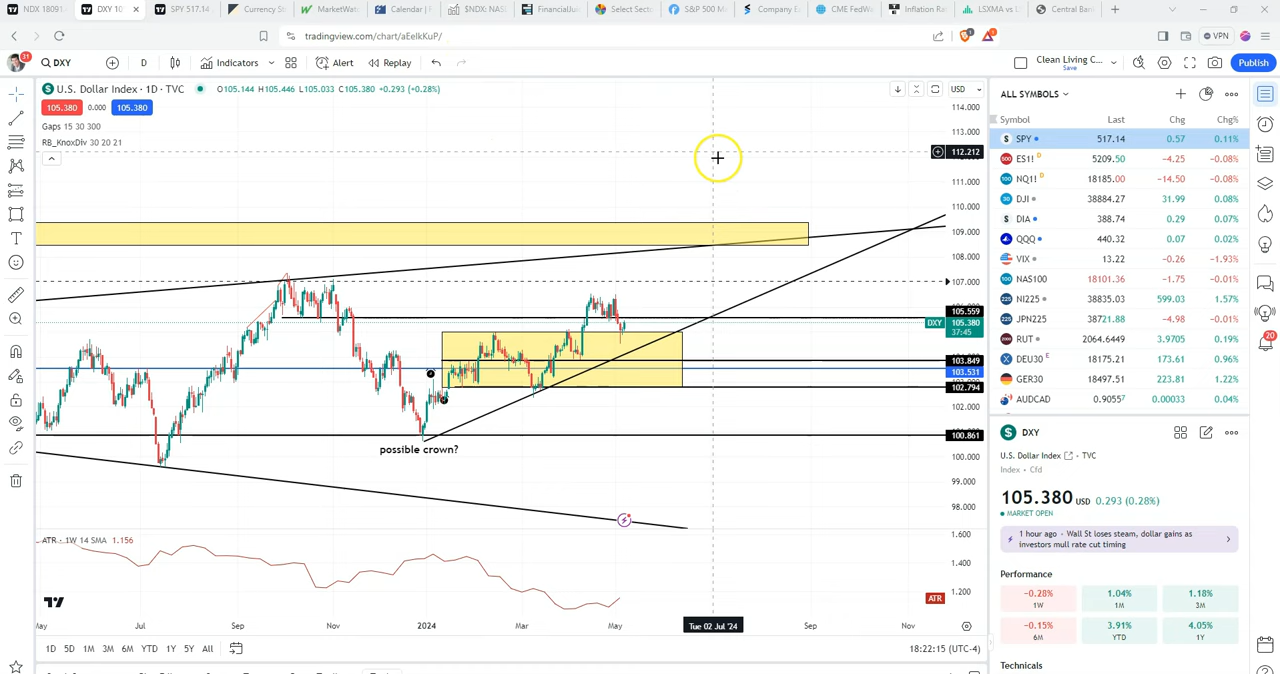 NDX 18091.
DXY 10
SPY 517.14
Currency St
MarketWat
Calendar | F
$NDX: NAS
FinancialJui
Select Sect
S&P 500 M
Company Ea
CME FedW
Inflation Ra
LSXMA vs L
Central Ban
tradingview.com/chart/aEelkKuP/
VPN
31
DXY
D
Indicators
Alert
Replay
Clean Living C...
Save
Publish
U.S. Dollar Index · 1D · TVC
O105.144 H105.446 L105.033 C105.380 +0.293 (+0.28%)
USD
105.380
0.000
105.380
Gaps 15 30 300
RB_KnoxDiv 30 20 21
114.000
113.000
112.212
111.000
110.000
109.000
108.000
107.000
105.559
DXY
105.380
37:45
103.849
103.531
102.794
102.000
100.861
100.000
99.000
98.000
possible crown?
ATR · 1W 14 SMA 1.156
1.600
1.400
1.200
ATR
May
Jul
Sep
Nov
2024
Mar
May
Tue 02 Jul '24
Sep
Nov
1D 5D 1M 3M 6M YTD 1Y 5Y All
18:22:15 (UTC-4)
ALL SYMBOLS
Symbol Last Chg Chg%
SPY 517.14 0.57 0.11%
ES1! D 5209.50 −4.25 −0.08%
NQ1! D 18185.00 −14.50 −0.08%
DJI 38884.27 31.99 0.08%
DIA 388.74 0.29 0.07%
QQQ 440.32 0.07 0.02%
VIX 13.22 −0.26 −1.93%
NAS100 18101.36 −1.75 −0.01%
NI225 38835.03 599.03 1.57%
JPN225 38721.88 −4.98 −0.01%
RUT 2064.6449 3.9705 0.19%
DEU30 E 18175.21 173.61 0.96%
GER30 18497.51 223.81 1.22%
AUDCAD 0.9055 0.00033 0.04%
DXY
U.S. Dollar Index · TVC
Index · Cfd
105.380 USD 0.293 (0.28%)
MARKET OPEN
1 hour ago · Wall St loses steam, dollar gains as
investors mull rate cut timing
Performance
−0.28%
1W
1.04%
1M
1.18%
3M
−0.15%
6M
3.91%
YTD
4.05%
1Y
Technicals
20